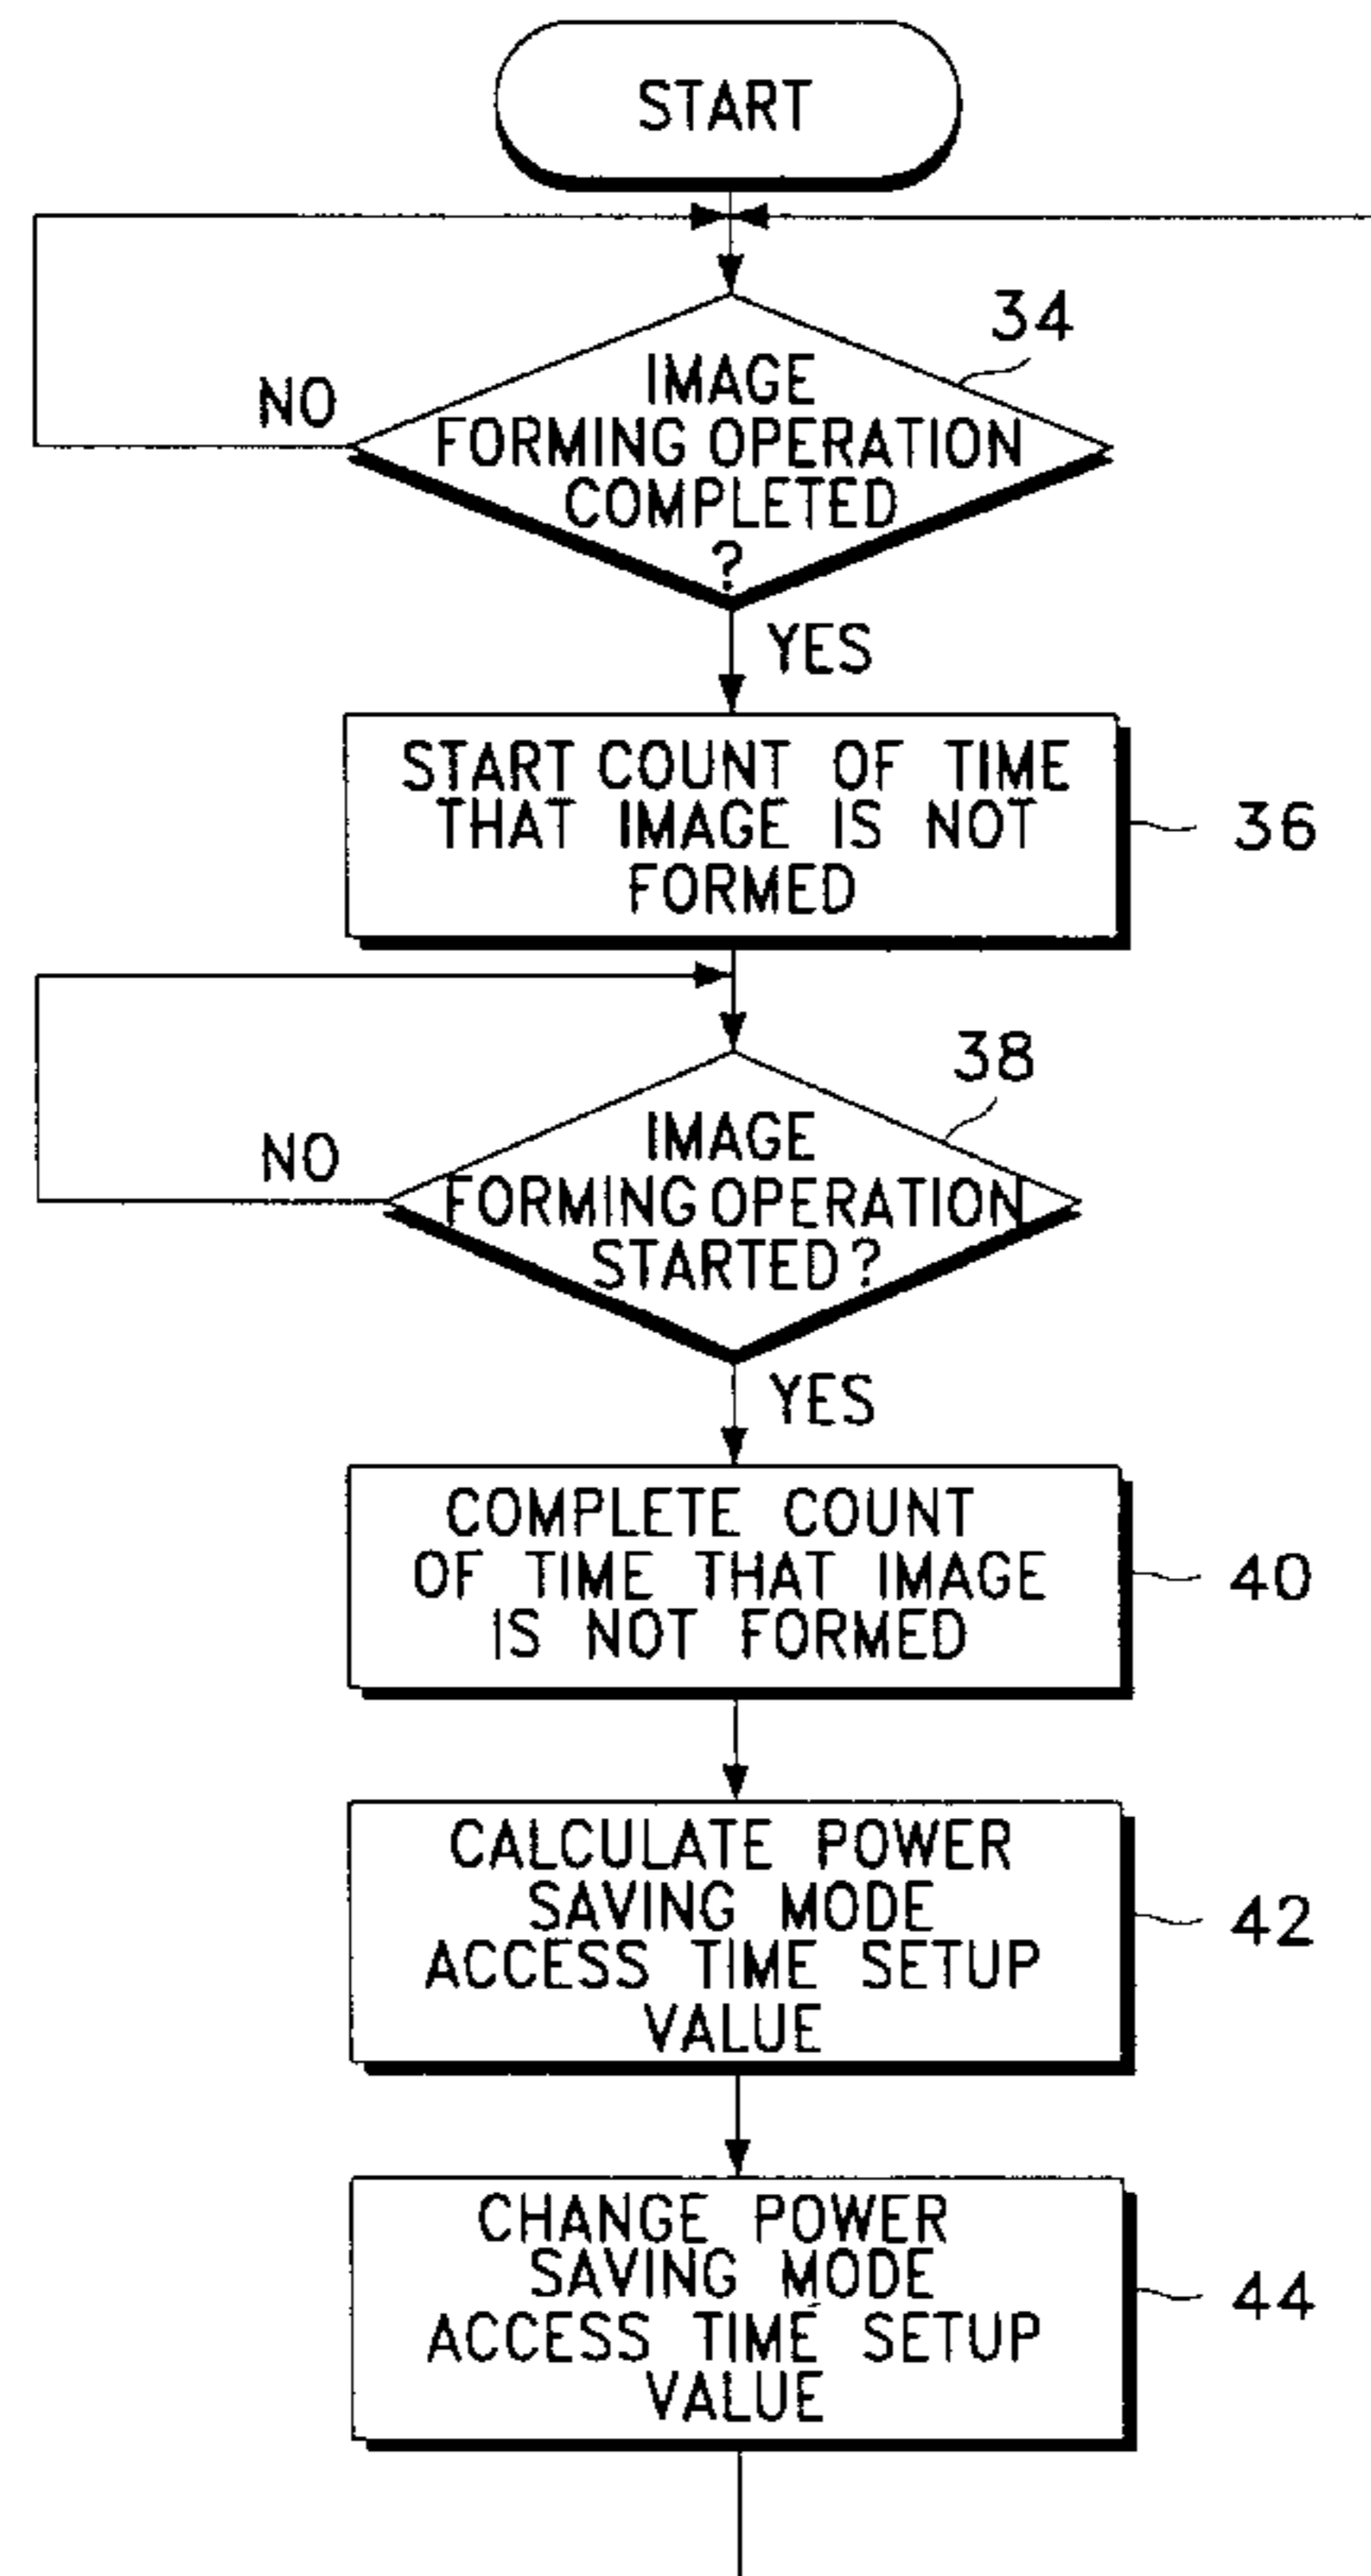 START
34
IMAGE
FORMING OPERATION
COMPLETED
?
NO
YES
START COUNT OF TIME
THAT IMAGE IS NOT
FORMED
36
38
IMAGE
FORMING OPERATION
STARTED?
NO
YES
COMPLETE COUNT
OF TIME THAT IMAGE
IS NOT FORMED
40
CALCULATE POWER
SAVING MODE
ACCESS TIME SETUP
VALUE
42
CHANGE POWER
SAVING MODE
ACCESS TIME SETUP
VALUE
44